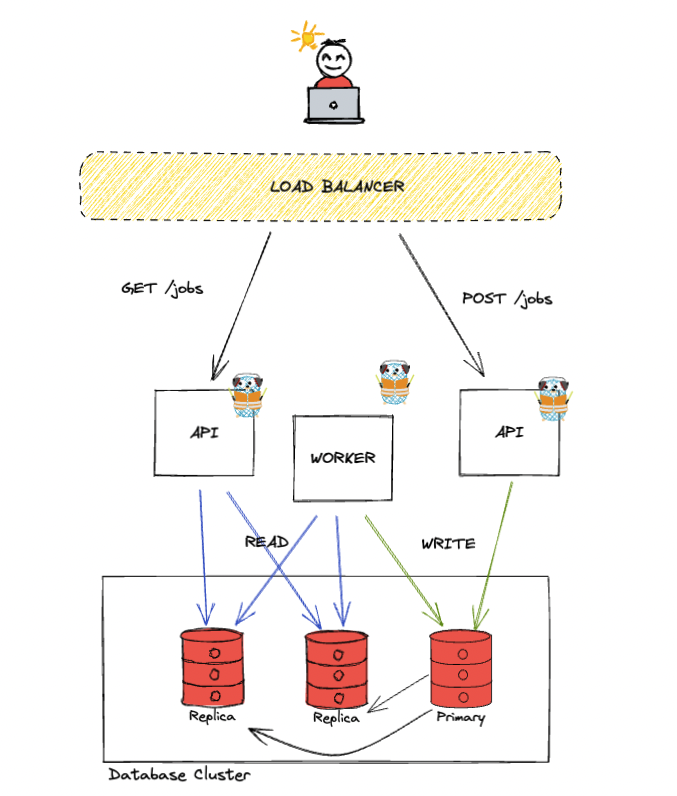 LOAD BALANCER
GET /jobs
POST /jobs
API
WORKER
API
READ
WRITE
Replica
Replica
Primary
Database Cluster